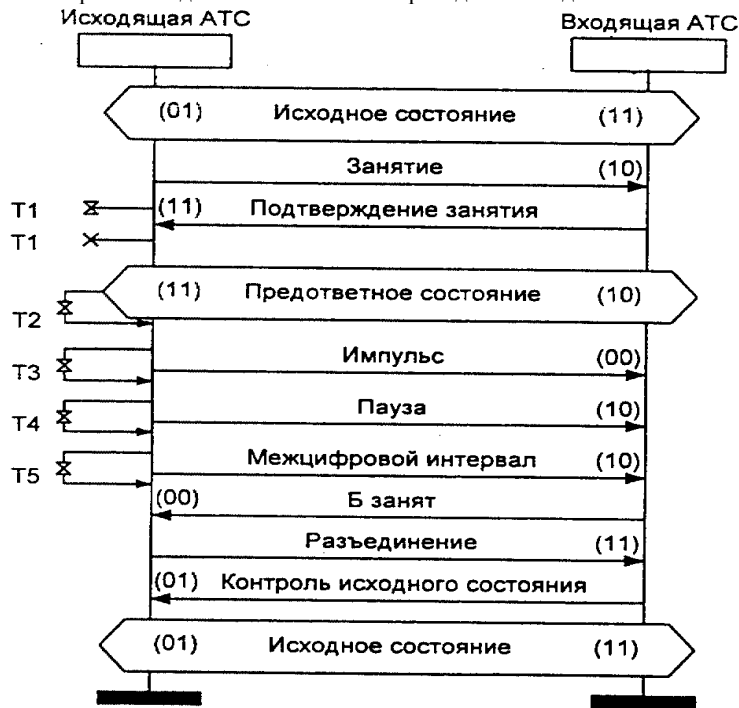 Исходящая АТС Входящая АТС
(01) Исходное состояние (11)
Занятие (10)
T1 (11) Подтверждение занятия
T1
(11) Предответное состояние (10)
T2
Импульс (00)
T3
Пауза (10)
T4
Межцифровой интервал (10)
T5
(00) Б занят
Разъединение (11)
(01) Контроль исходного состояния
(01) Исходное состояние (11)